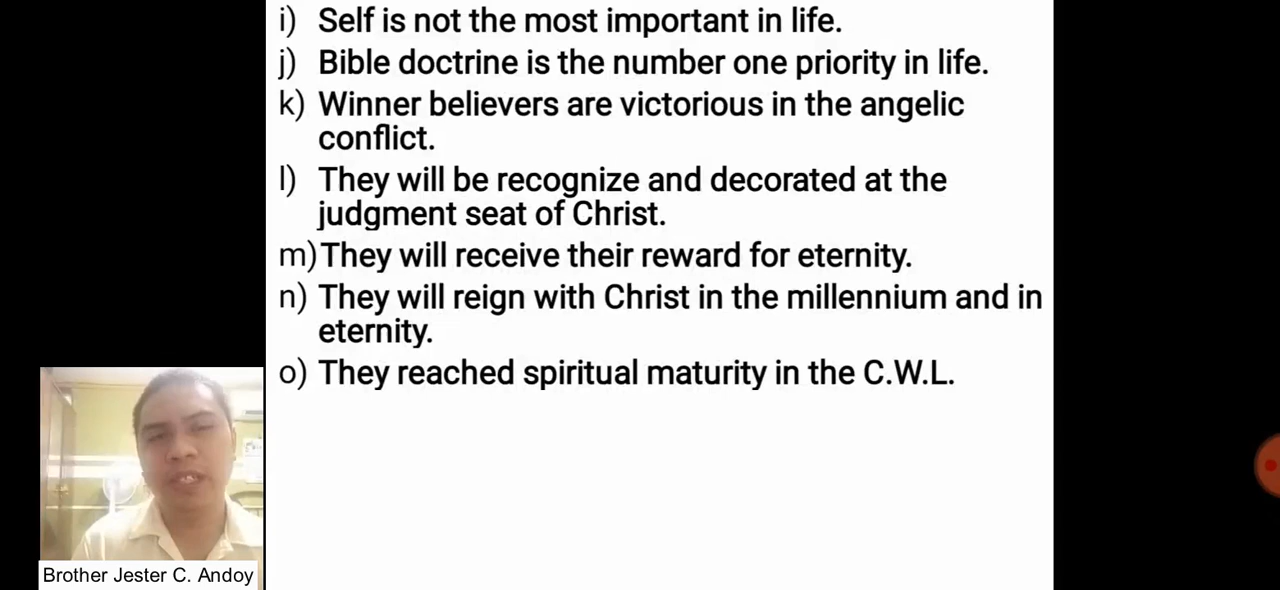 i) Self is not the most important in life.
j) Bible doctrine is the number one priority in life.
k) Winner believers are victorious in the angelic
conflict.
l) They will be recognize and decorated at the
judgment seat of Christ.
m) They will receive their reward for eternity.
n) They will reign with Christ in the millennium and in
eternity.
o) They reached spiritual maturity in the C.W.L.
Brother Jester C. Andoy